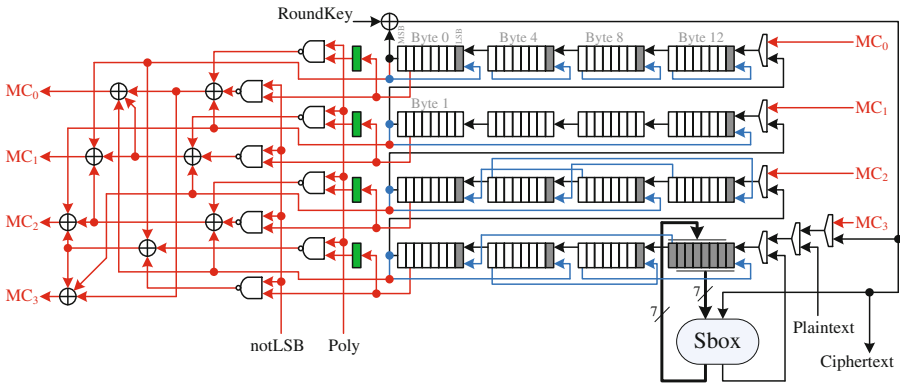 RoundKey
MSB
LSB
Byte 0 Byte 4 Byte 8 Byte 12
MC0
MC0
Byte 1
MC1
MC1
MC2
MC2
MC3
MC3
7
7
notLSB Poly
Sbox
Plaintext
Ciphertext